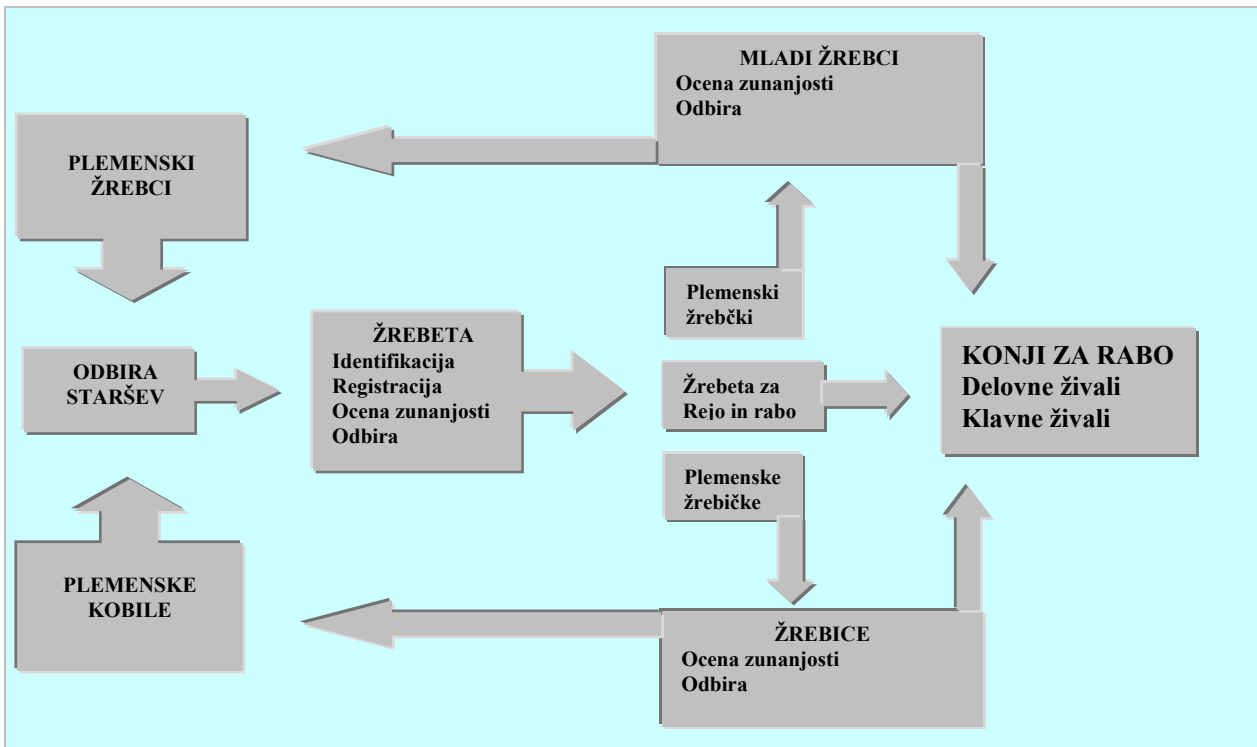 MLADI ŽREBCI
Ocena zunanjosti
Odbira
PLEMENSKI
ŽREBCI
Plemenski
žrebčki
ODBIRA
STARŠEV
ŽREBETA
Identifikacija
Registracija
Ocena zunanjosti
Odbira
Žrebeta za
Rejo in rabo
KONJI ZA RABO
Delovne živali
Klavne živali
Plemenske
žrebičke
PLEMENSKE
KOBILE
ŽREBICE
Ocena zunanjosti
Odbira